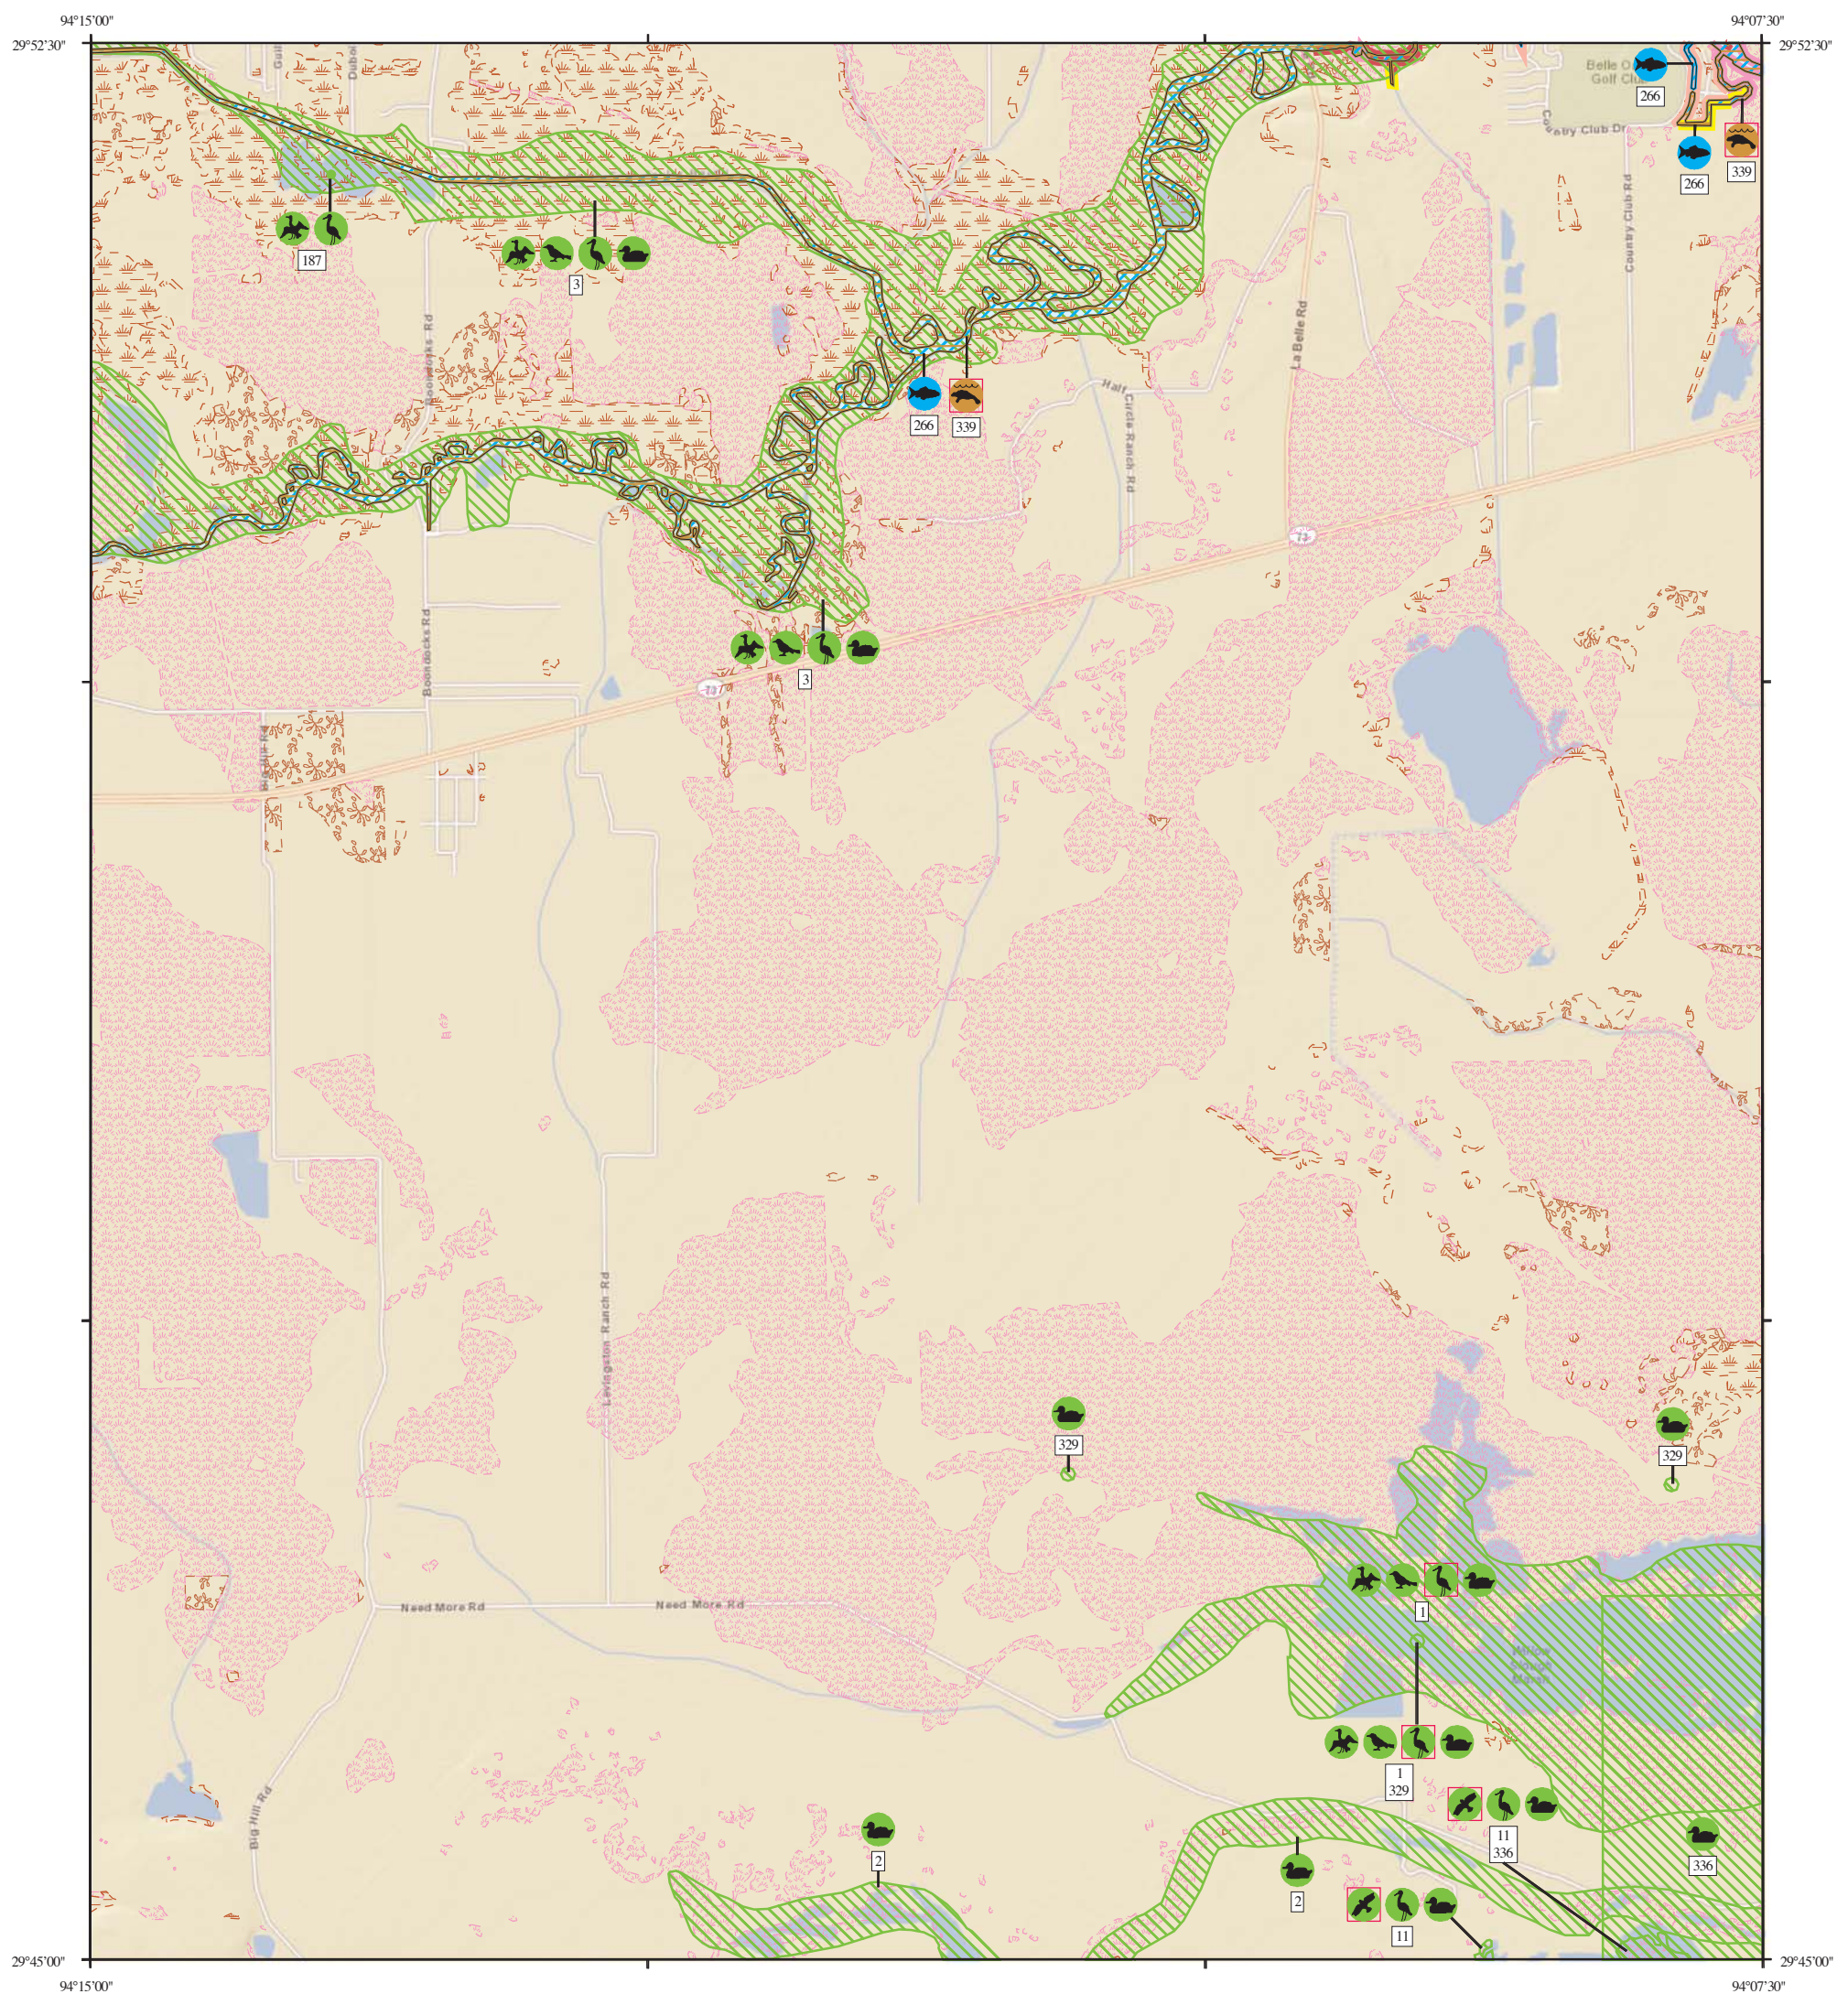 94°15'00"
94°07'30"
29°52'30"
29°52'30"
Belle O
Golf Clu
266
Country Club Dr
266
339
Country Club Rd
187
3
Boondocks Rd
La Belle Rd
Half Circle Ranch Rd
266
339
73
Boondocks Rd
3
73
Big Hill Rd
Levingston Ranch Rd
329
329
Need More Rd
Need More Rd
1
Willow
Slough
Marsh
1
329
Big Hill Rd
11
336
2
336
2
11
29°45'00"
29°45'00"
94°15'00"
94°07'30"